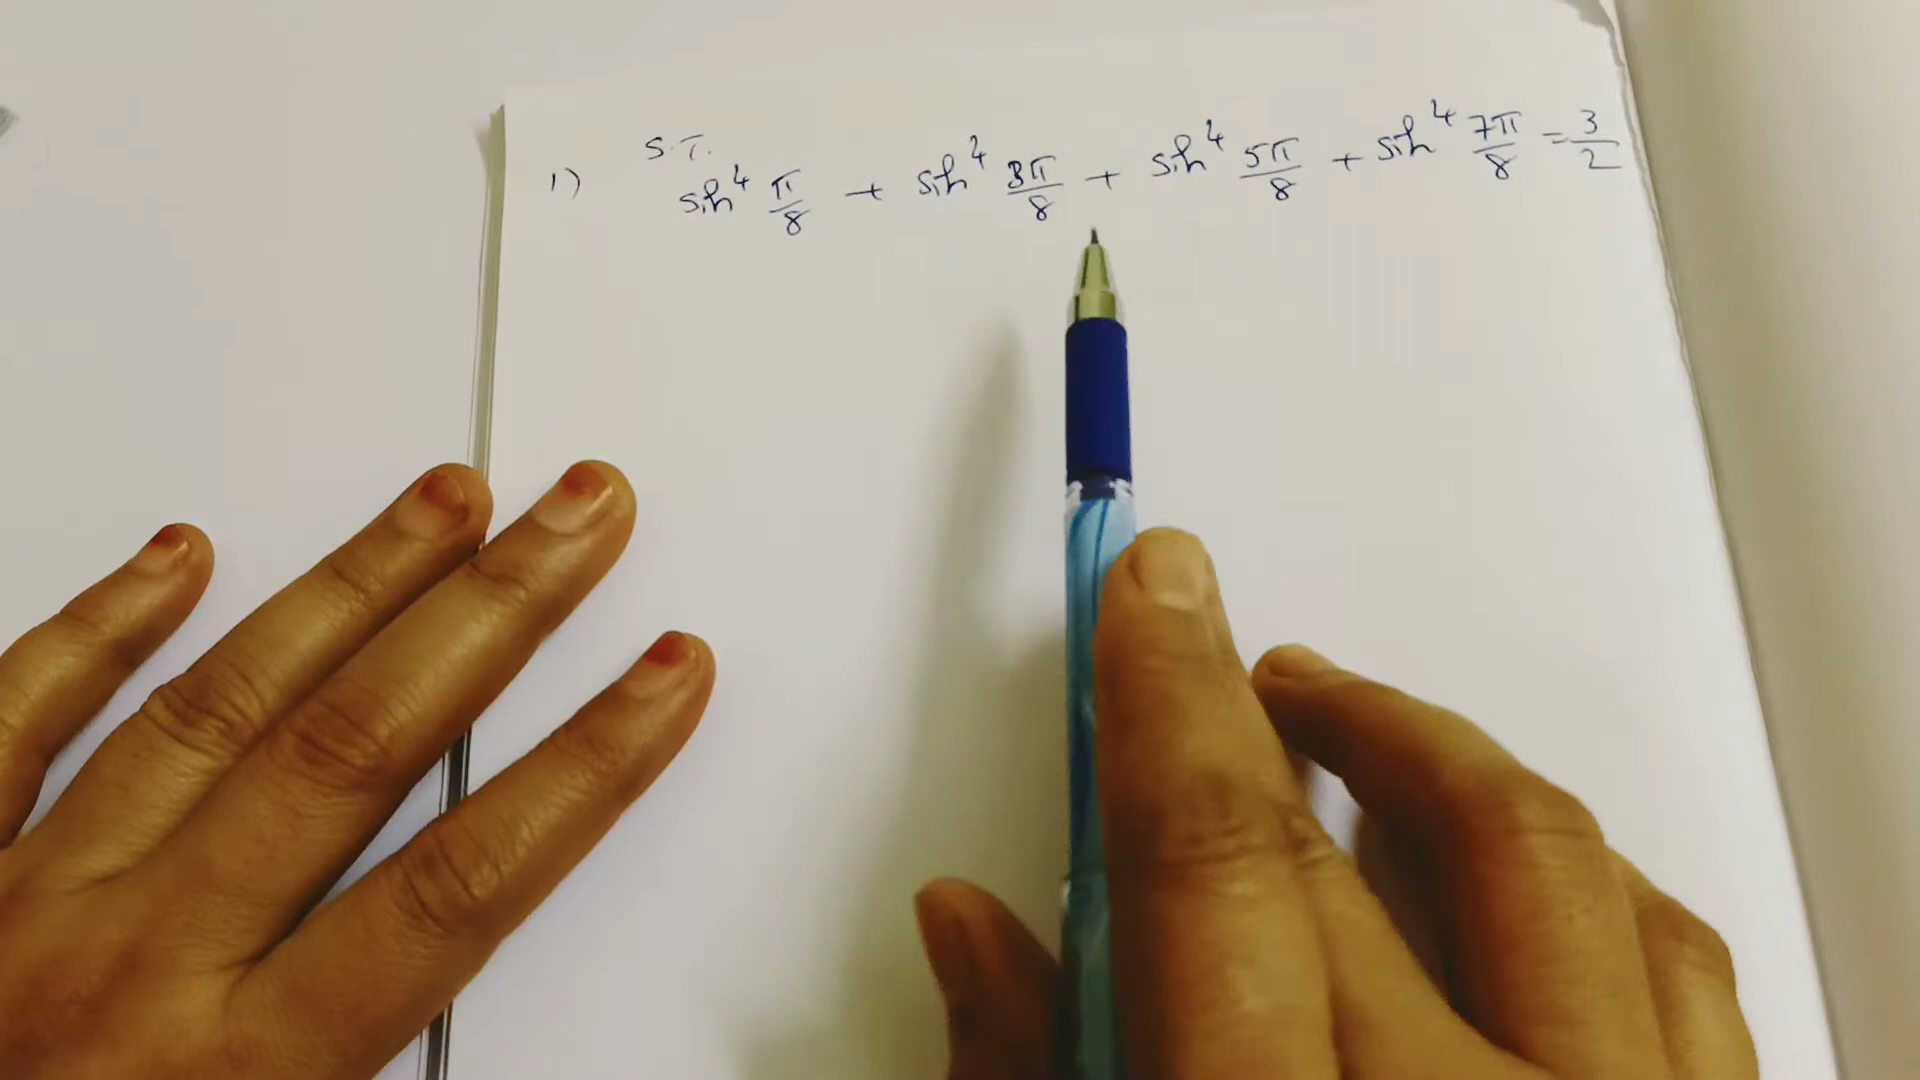 S.T.
1) sin⁴ π/8 + sin⁴ 3π/8 + sin⁴ 5π/8 + sin⁴ 7π/8 = 3/2